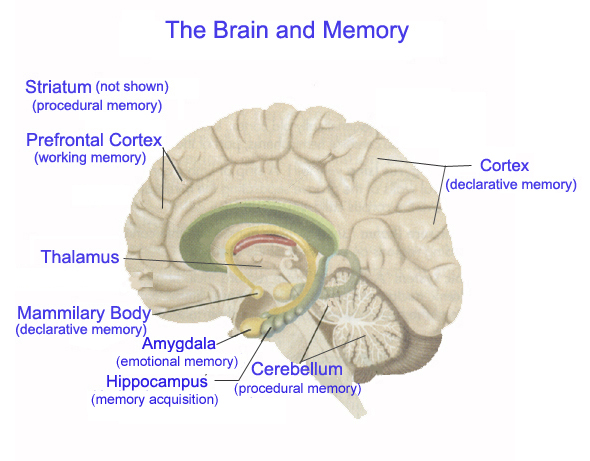 The Brain and Memory
Striatum (not shown)
(procedural memory)
Prefrontal Cortex
(working memory)
Cortex
(declarative memory)
Thalamus
Mammilary Body
(declarative memory)
Amygdala
(emotional memory)
Hippocampus
(memory acquisition)
Cerebellum
(procedural memory)